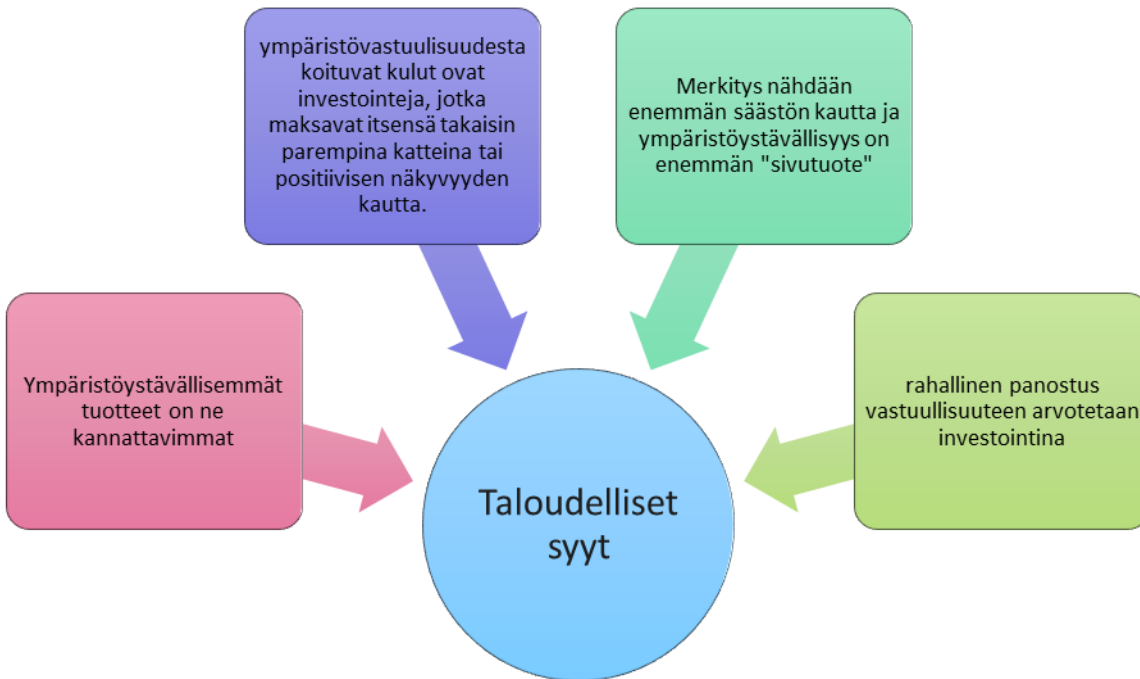 ympäristövastuulisuudesta
koituvat kulut ovat
investointeja, jotka
maksavat itsensä takaisin
parempina katteina tai
positiivisen näkyvyyden
kautta.
Merkitys nähdään
enemmän säästön kautta ja
ympäristöystävällisyys on
enemmän "sivutuote"
Ympäristöystävällisemmät
tuotteet on ne
kannattavimmat
rahallinen panostus
vastuullisuuteen arvotetaan
investointina
Taloudelliset
syyt